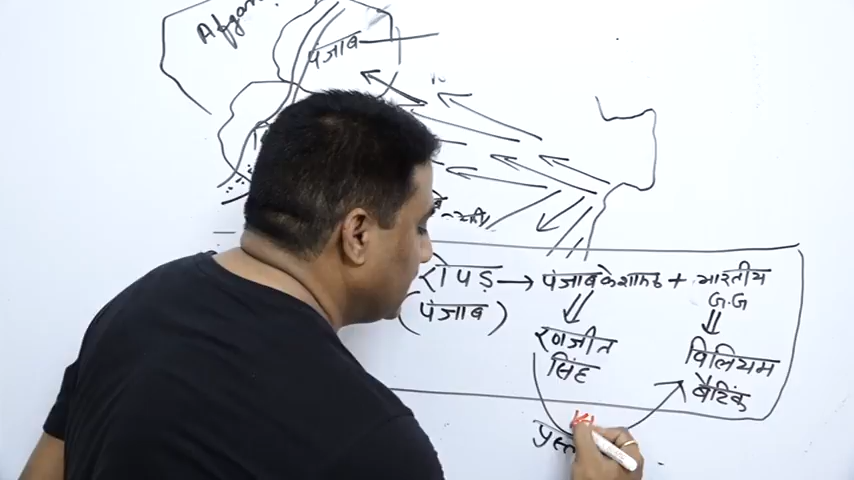 Afgan
पंजाब
रोपड़ → पंजाब के शासक + भारतीय
G.G
(पंजाब)
रणजीत
सिंह
विलियम
बैटिंक